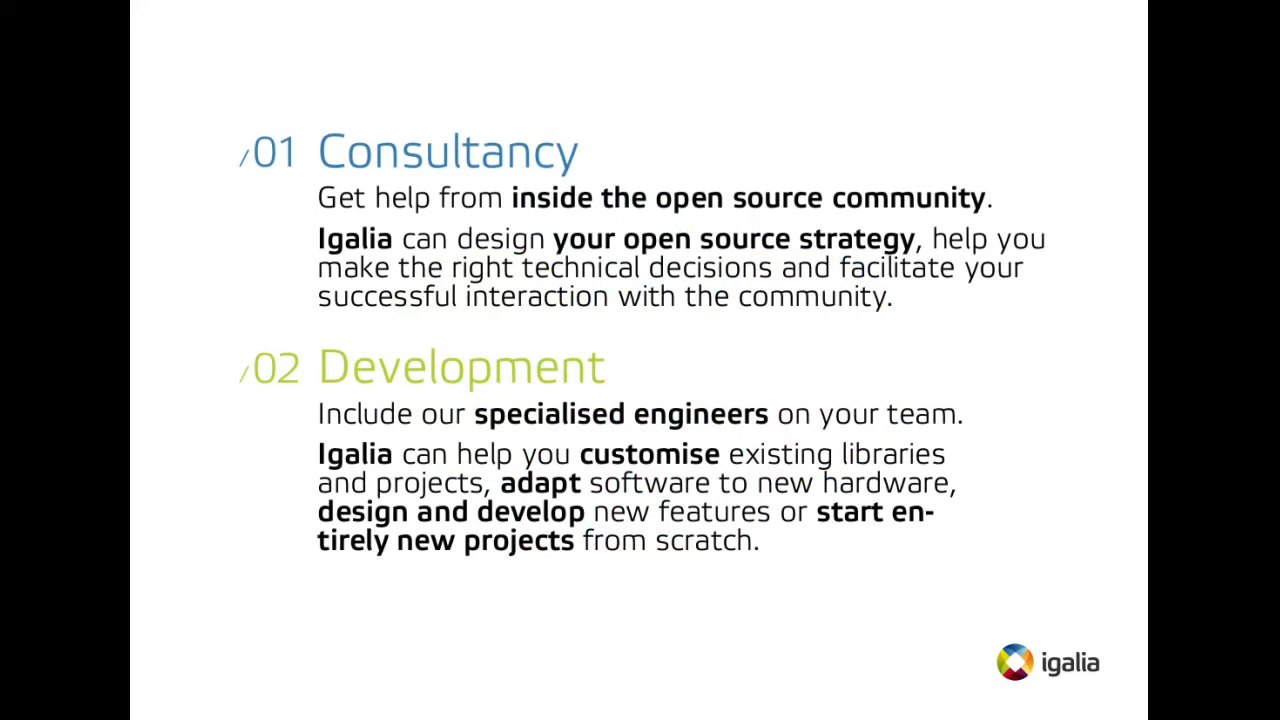 /01 Consultancy
Get help from inside the open source community.
Igalia can design your open source strategy, help you
make the right technical decisions and facilitate your
successful interaction with the community.
/02 Development
Include our specialised engineers on your team.
Igalia can help you customise existing libraries
and projects, adapt software to new hardware,
design and develop new features or start en-
tirely new projects from scratch.
igalia